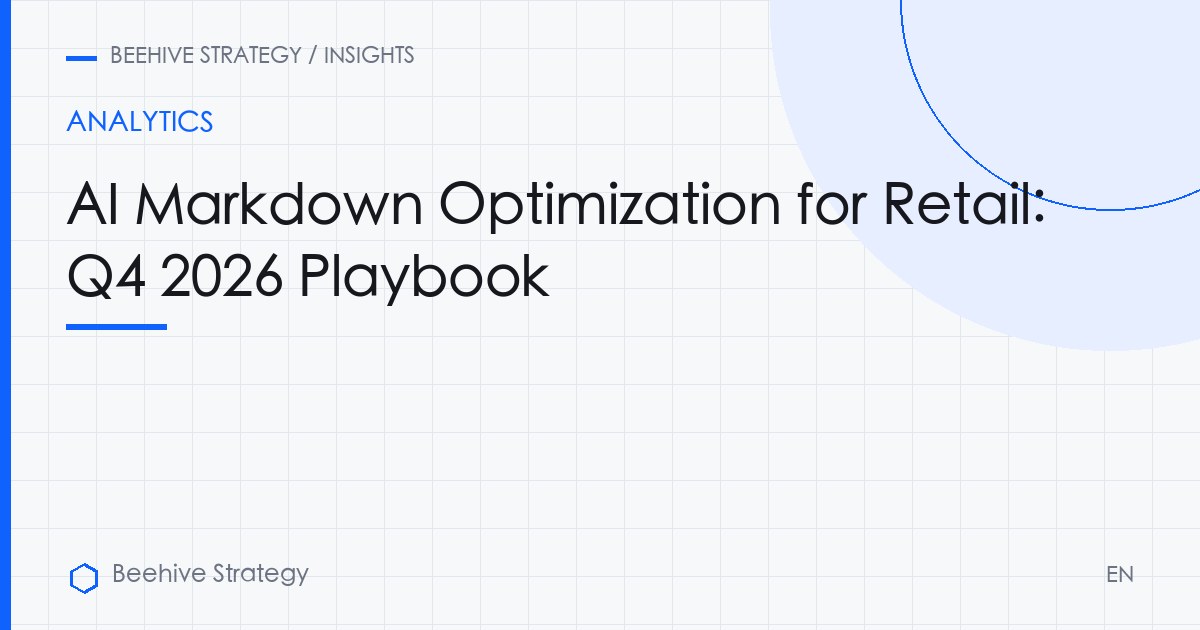 BEEHIVE STRATEGY / INSIGHTS
ANALYTICS
AI Markdown Optimization for Retail:
Q4 2026 Playbook
Beehive Strategy
EN